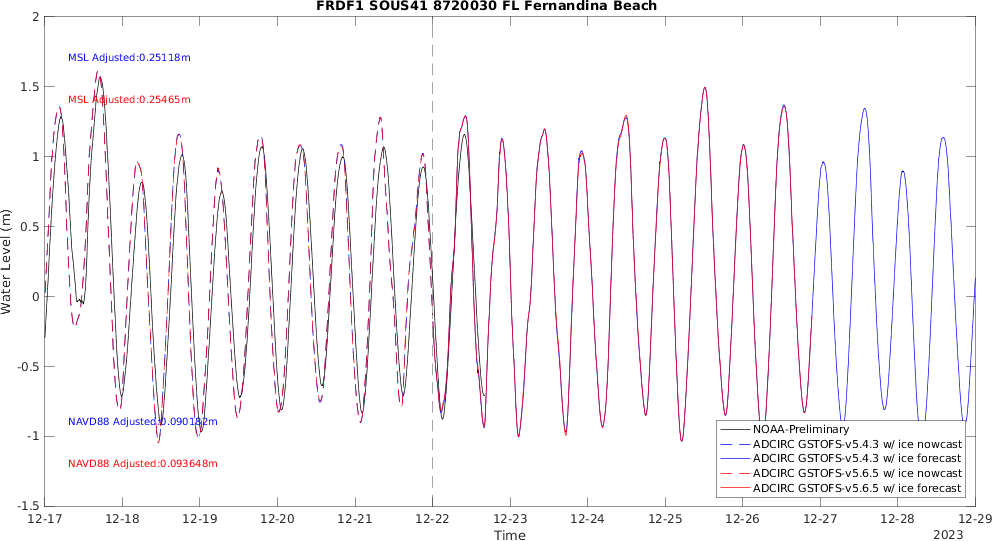 FRDF1 SOUS41 8720030 FL Fernandina Beach
2
1.5
1
0.5
0
-0.5
-1
-1.5
Water Level (m)
MSL Adjusted:0.25118m
MSL Adjusted:0.25465m
NAVD88 Adjusted:0.090182m
NAVD88 Adjusted:0.093648m
NOAA-Preliminary
ADCIRC GSTOFS-v5.4.3 w/ ice nowcast
ADCIRC GSTOFS-v5.4.3 w/ ice forecast
ADCIRC GSTOFS-v5.6.5 w/ ice nowcast
ADCIRC GSTOFS-v5.6.5 w/ ice forecast
12-17 12-18 12-19 12-20 12-21 12-22 12-23 12-24 12-25 12-26 12-27 12-28 12-29
Time
2023